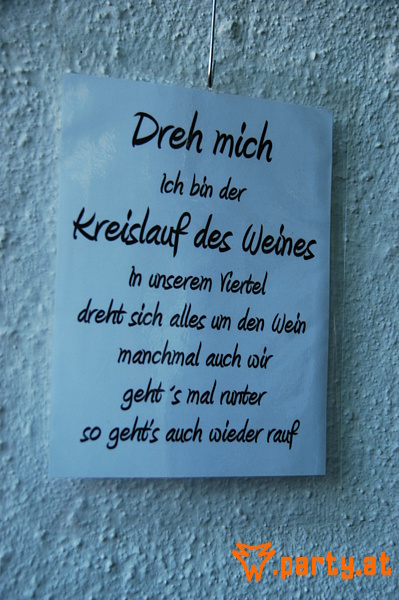 Dreh mich
Ich bin der
Kreislauf des Weines
In unserem Viertel
dreht sich alles um den Wein
manchmal auch wir
geht ´s mal runter
so geht's auch wieder rauf
.party.at